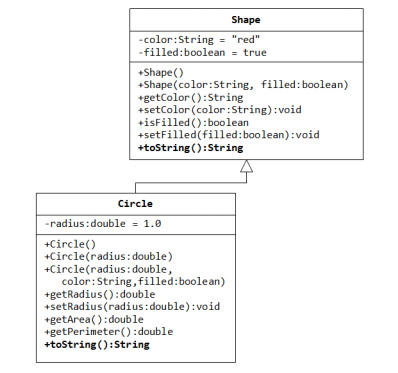 Shape
-color:String = "red"
-filled:boolean = true
+Shape()
+Shape(color:String, filled:boolean)
+getColor():String
+setColor(color:String):void
+isFilled():boolean
+setFilled(filled:boolean):void
+toString():String
Circle
-radius:double = 1.0
+Circle()
+Circle(radius:double)
+Circle(radius:double,
color:String,filled:boolean)
+getRadius():double
+setRadius(radius:double):void
+getArea():double
+getPerimeter():double
+toString():String